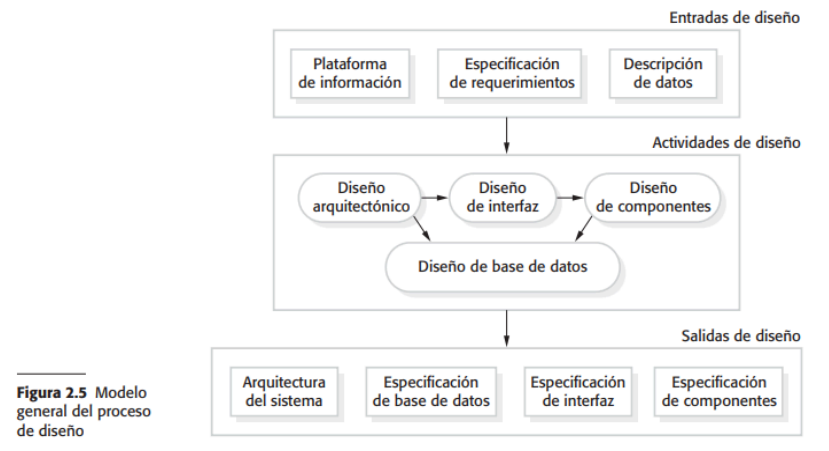 Entradas de diseño
Plataforma
de información
Especificación
de requerimientos
Descripción
de datos
Actividades de diseño
Diseño
arquitectónico
Diseño
de interfaz
Diseño
de componentes
Diseño de base de datos
Salidas de diseño
Arquitectura
del sistema
Especificación
de base de datos
Especificación
de interfaz
Especificación
de componentes
Figura 2.5 Modelo
general del proceso
de diseño